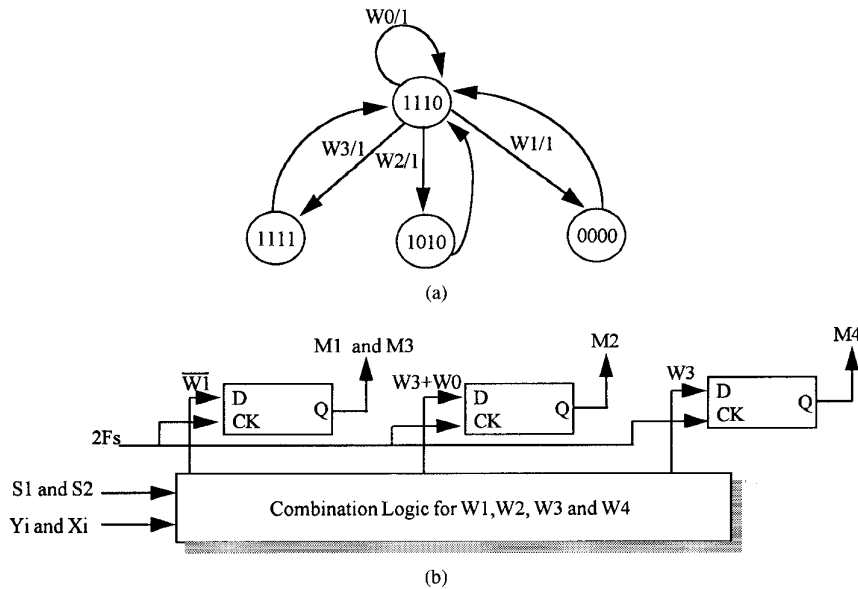 W0/1
1110
W3/1
W2/1
W1/1
1111
1010
0000
(a)
M1 and M3
M2
M4
W̅1̅
W3+W0
W3
D
CK
Q
D
CK
Q
D
CK
Q
2Fs
S1 and S2
Yi and Xi
Combination Logic for W1,W2, W3 and W4
(b)